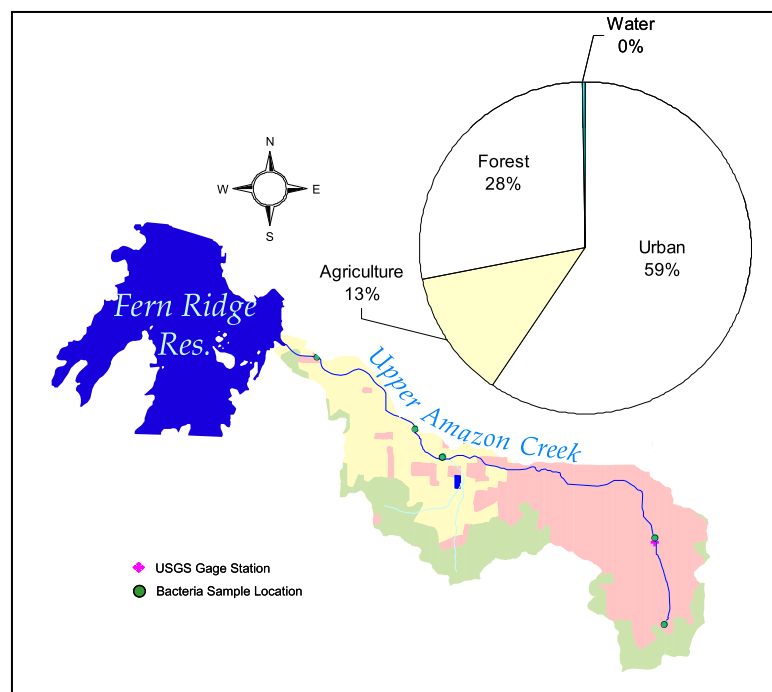 Water
0%
Forest
28%
Urban
59%
Agriculture
13%
N
W
E
S
Fern Ridge
Res.
Upper Amazon Creek
USGS Gage Station
Bacteria Sample Location